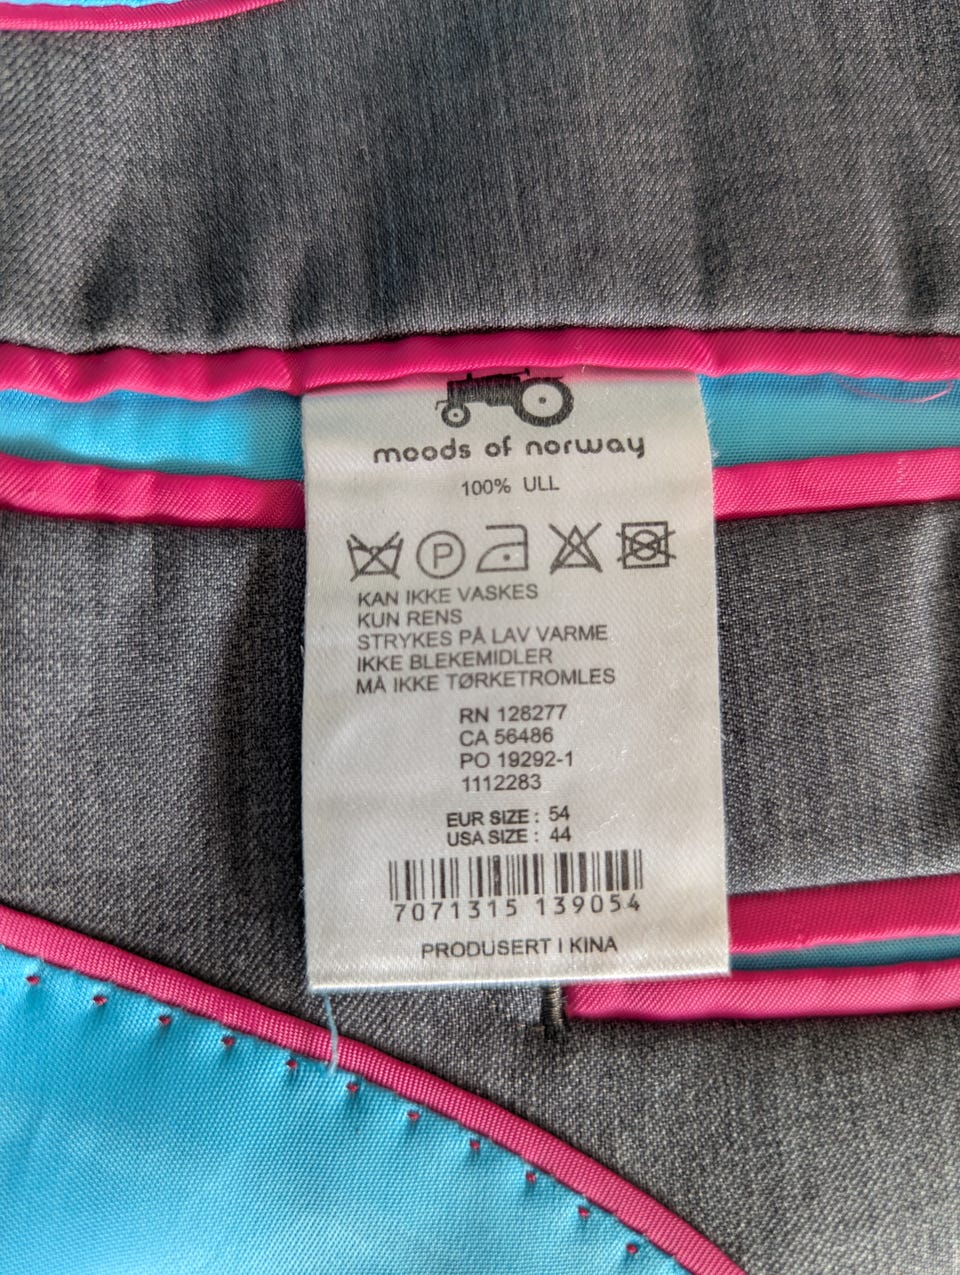 moods of norway
100% ULL
P
KAN IKKE VASKES
KUN RENS
STRYKES PÅ LAV VARME
IKKE BLEKEMIDLER
MÅ IKKE TØRKETROMLES
RN 128277
CA 56486
PO 19292-1
1112283
EUR SIZE : 54
USA SIZE : 44
7071315 139054
PRODUSERT I KINA